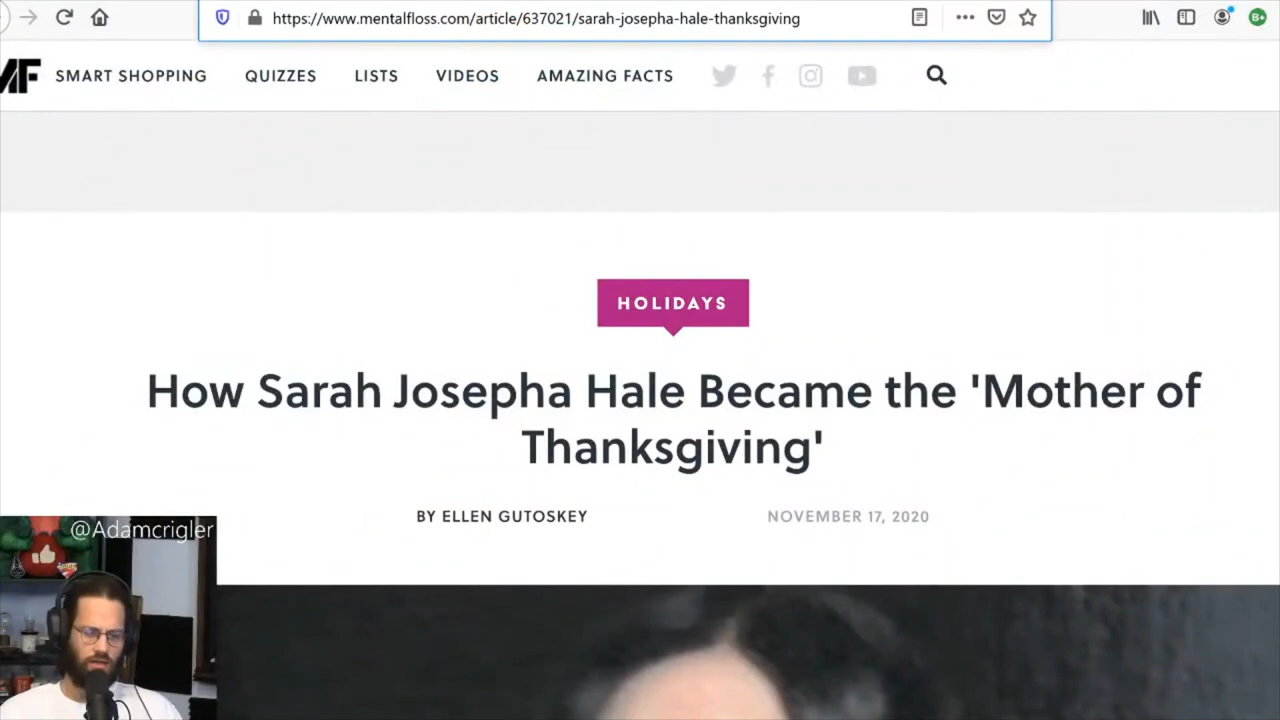 https://www.mentalfloss.com/article/637021/sarah-josepha-hale-thanksgiving
B+
MF SMART SHOPPING QUIZZES LISTS VIDEOS AMAZING FACTS
HOLIDAYS
How Sarah Josepha Hale Became the 'Mother of
Thanksgiving'
BY ELLEN GUTOSKEY NOVEMBER 17, 2020
@Adamcrigler